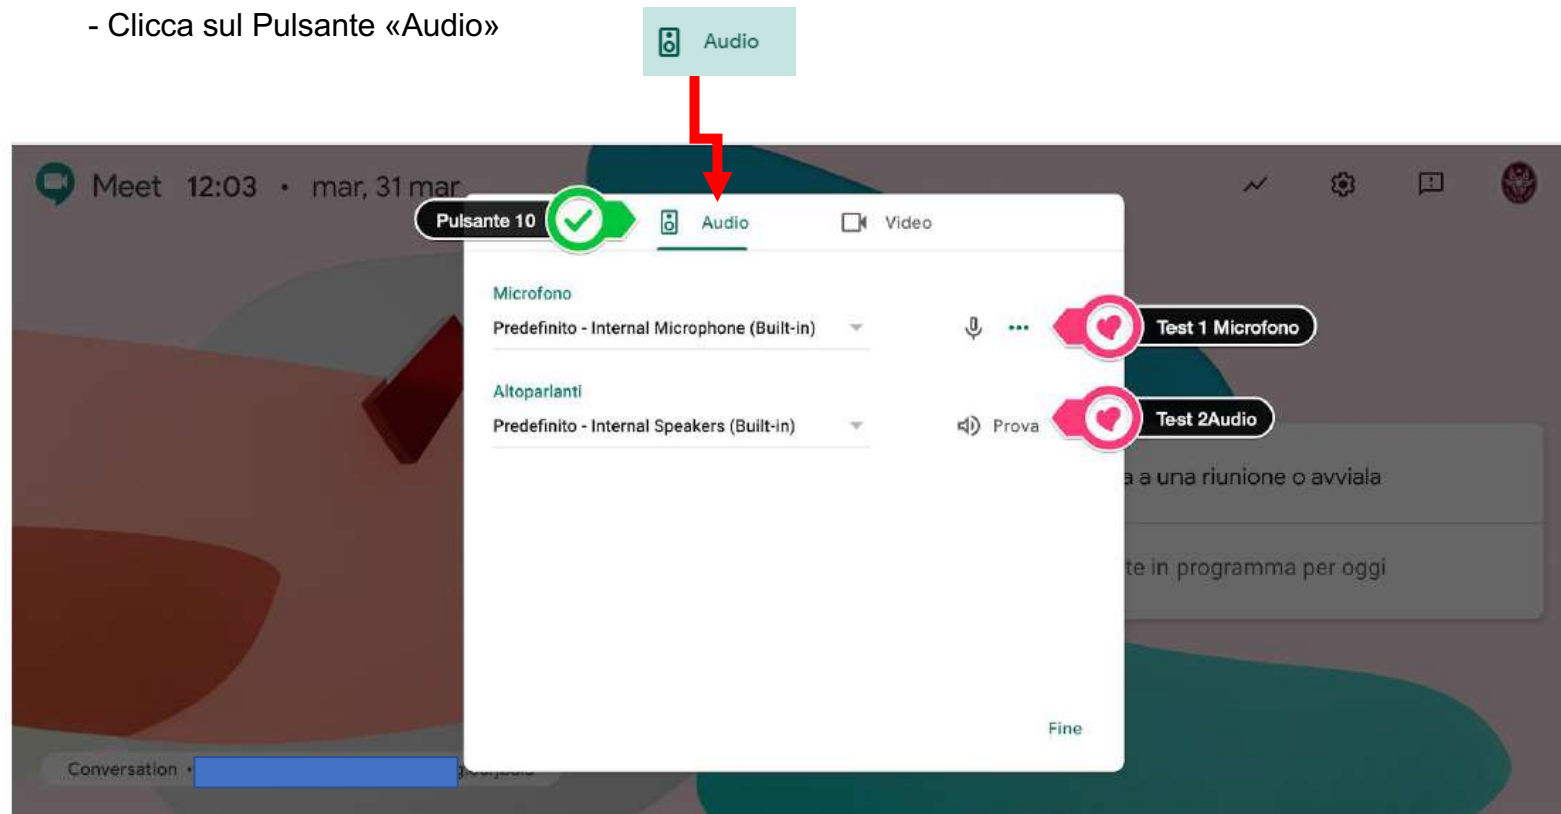 - Clicca sul Pulsante «Audio»
Audio
Meet 12:03 • mar, 31 mar
Pulsante 10
Audio
Video
Microfono
Predefinito - Internal Microphone (Built-in)
Test 1 Microfono
Altoparlanti
Predefinito - Internal Speakers (Built-in)
Prova
Test 2Audio
a una riunione o avviala
in programma per oggi
Fine
Conversation •